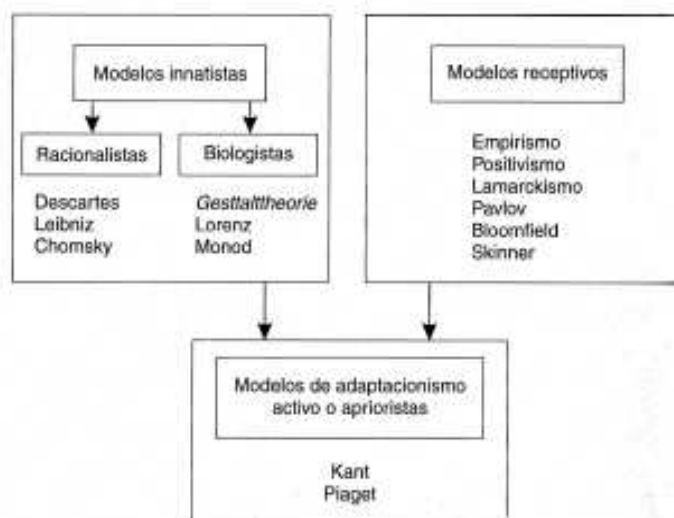 Modelos innatistas
Racionalistas
Descartes
Leibniz
Chomsky
Biologistas
Gesttalttheorie
Lorenz
Monod
Modelos receptivos
Empirismo
Positivismo
Lamarckismo
Pavlov
Bloomfield
Skinner
Modelos de adaptacionismo
activo o aprioristas
Kant
Piaget